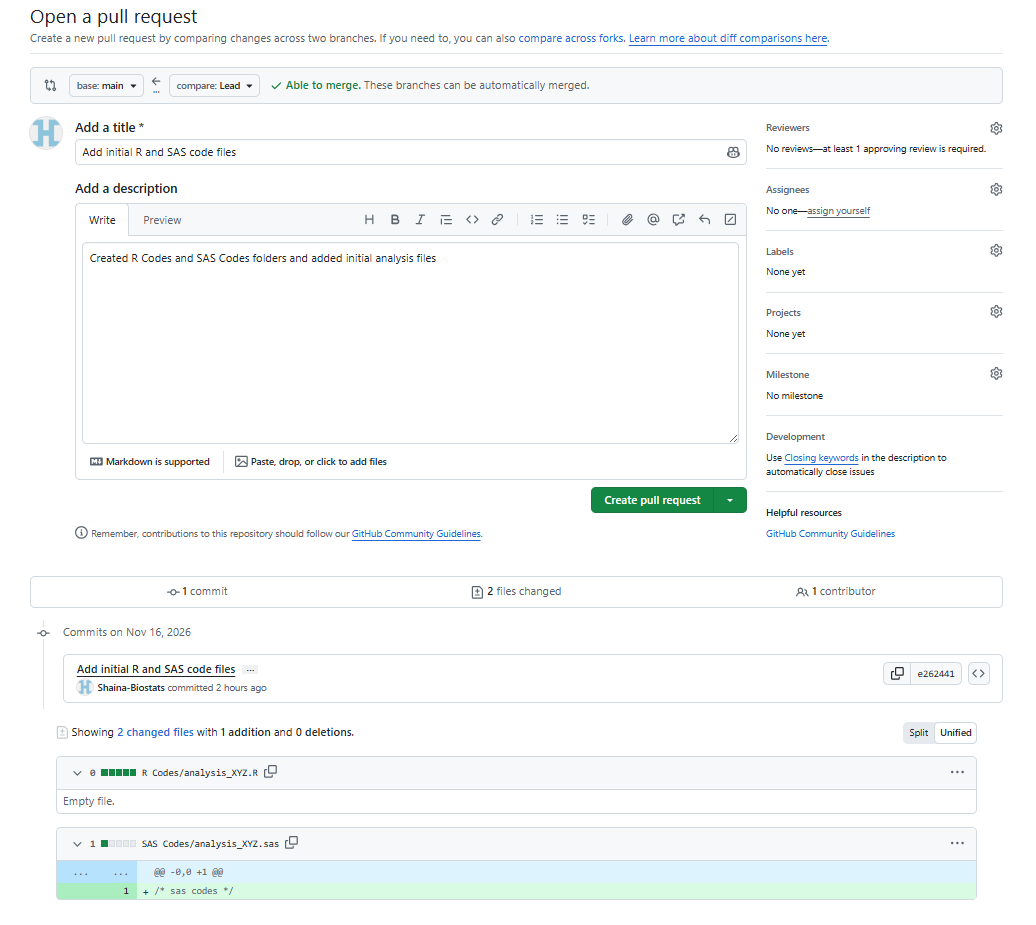 Open a pull request
Create a new pull request by comparing changes across two branches. If you need to, you can also compare across forks. Learn more about diff comparisons here.
base: main
compare: Lead
Able to merge. These branches can be automatically merged.
Add a title *
Add initial R and SAS code files
Add a description
Write
Preview
Created R Codes and SAS Codes folders and added initial analysis files
Markdown is supported
Paste, drop, or click to add files
Create pull request
Remember, contributions to this repository should follow our GitHub Community Guidelines.
Reviewers
No reviews—at least 1 approving review is required.
Assignees
No one—assign yourself
Labels
None yet
Projects
None yet
Milestone
No milestone
Development
Use Closing keywords in the description to
automatically close issues
Helpful resources
GitHub Community Guidelines
1 commit
2 files changed
1 contributor
Commits on Nov 16, 2026
Add initial R and SAS code files ...
Shaina-Biostats committed 2 hours ago
e262441
Showing 2 changed files with 1 addition and 0 deletions.
Split
Unified
0 R Codes/analysis_XYZ.R
Empty file.
1 SAS Codes/analysis_XYZ.sas
... ... @@ -0,0 +1 @@
1 + /* sas codes */